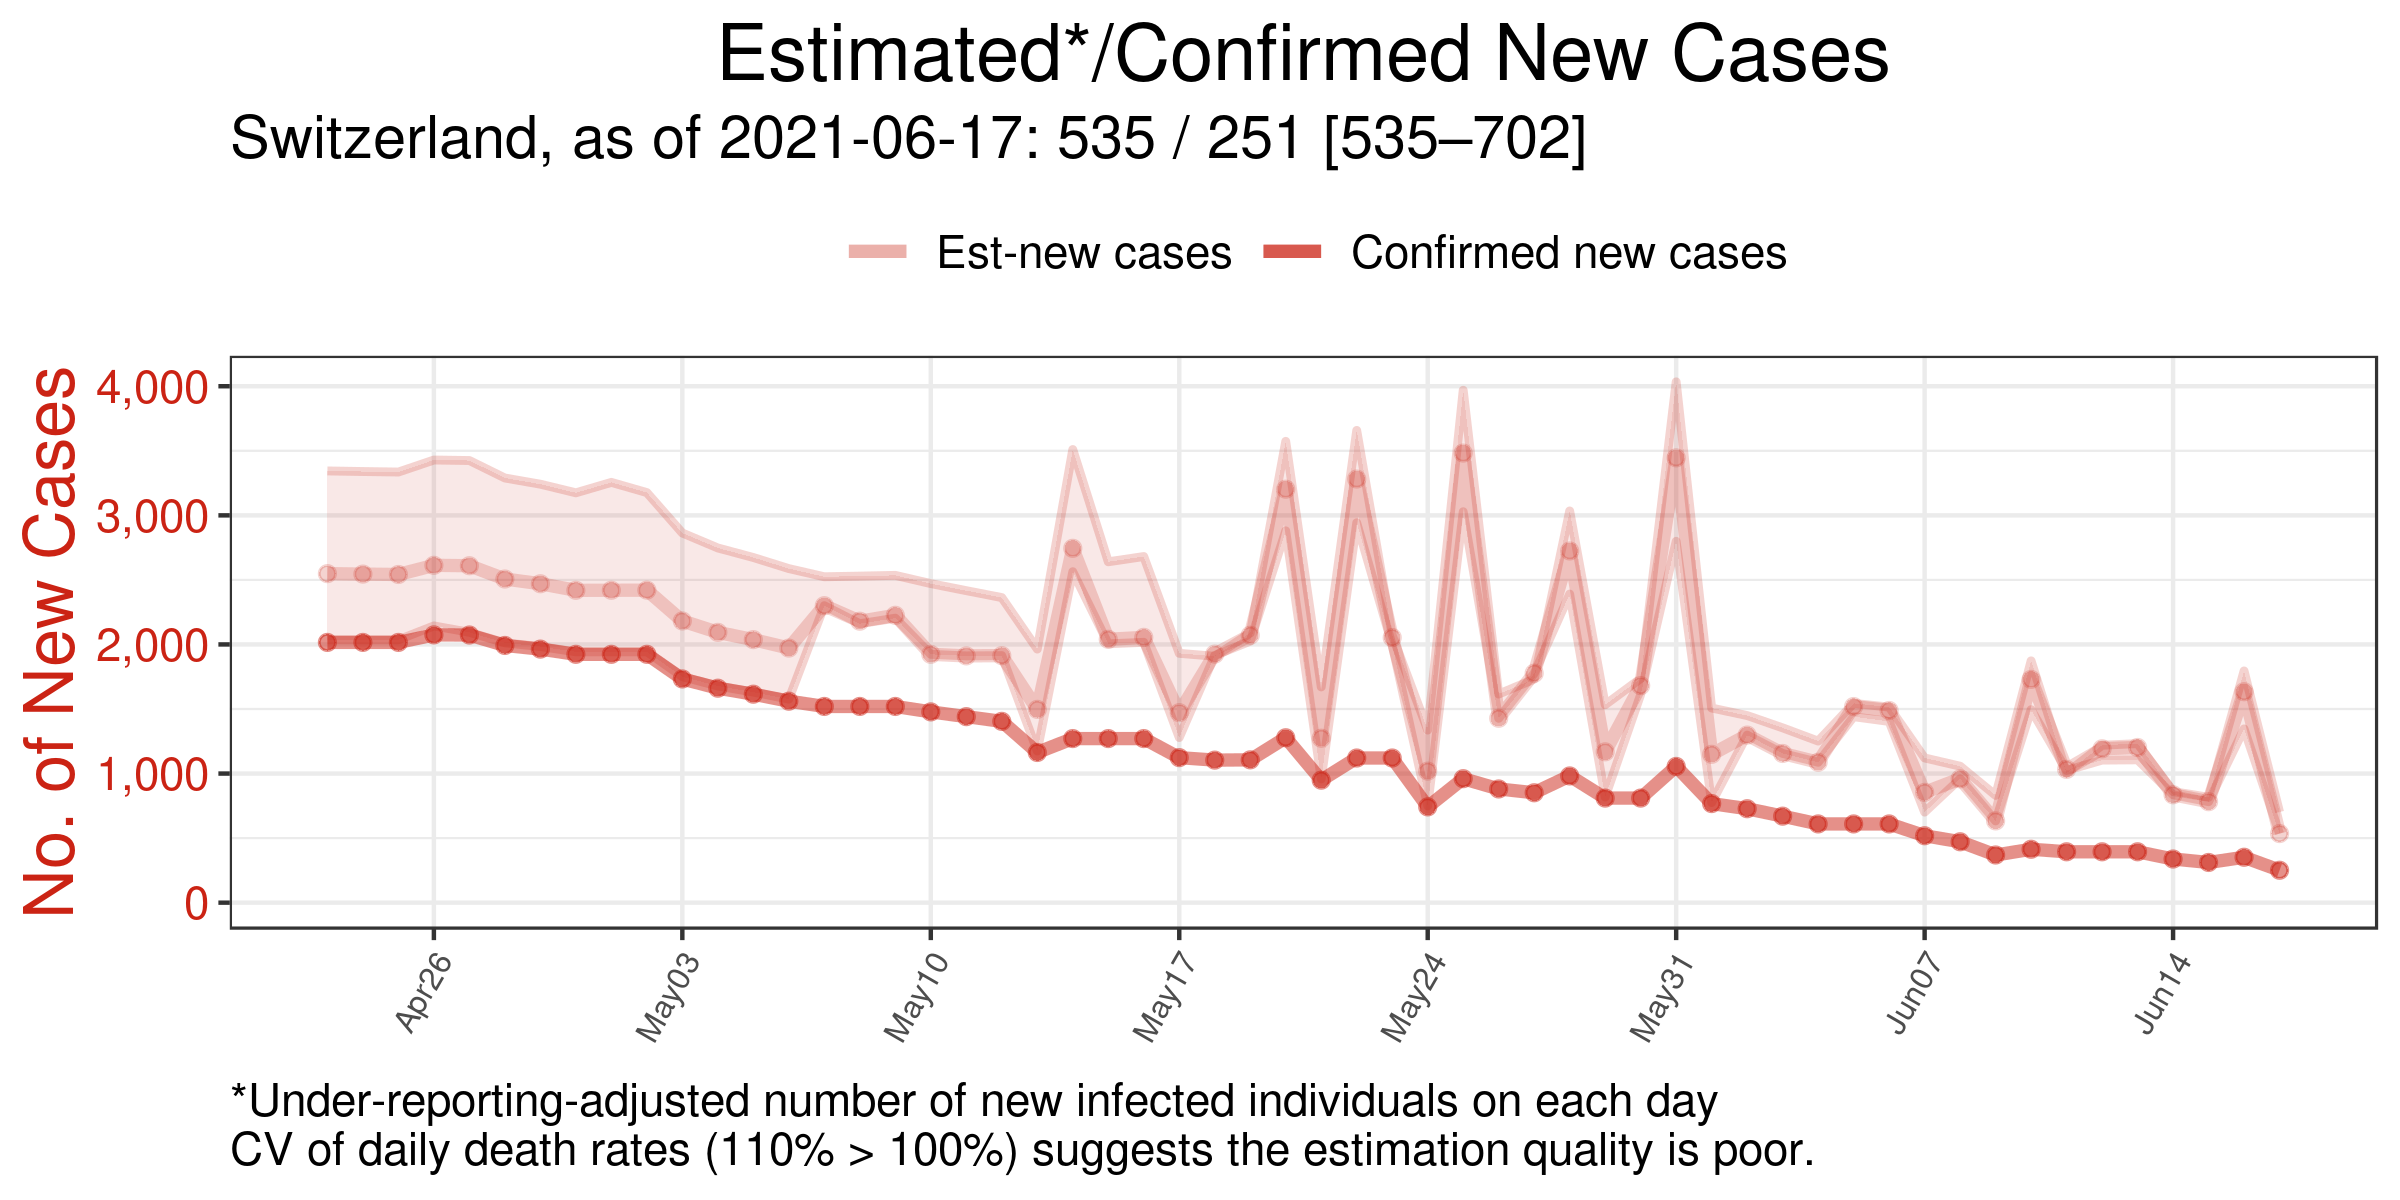 Estimated*/Confirmed New Cases
Switzerland, as of 2021-06-17: 535 / 251 [535–702]
Est-new cases
Confirmed new cases
No. of New Cases
4,000
3,000
2,000
1,000
0
Apr26
May03
May10
May17
May24
May31
Jun07
Jun14
*Under-reporting-adjusted number of new infected individuals on each day
CV of daily death rates (110% > 100%) suggests the estimation quality is poor.